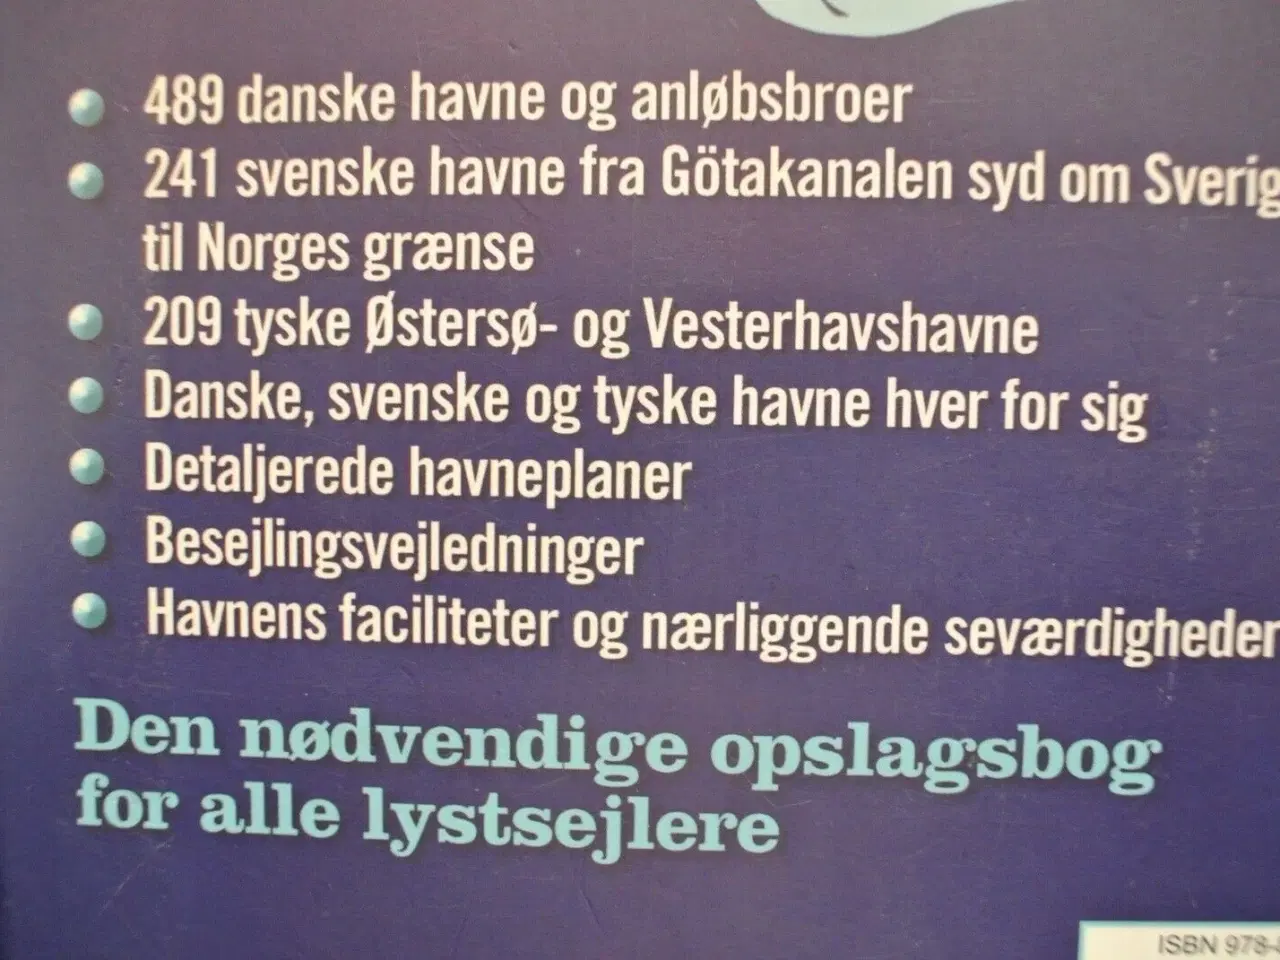 489 danske havne og anløbsbroer
241 svenske havne fra Götakanalen syd om Sverig
til Norges grænse
209 tyske Østersø- og Vesterhavshavne
Danske, svenske og tyske havne hver for sig
Detaljerede havneplaner
Besejlingsvejledninger
Havnens faciliteter og nærliggende seværdigheder
Den nødvendige opslagsbog
for alle lystsejlere
ISBN 978-